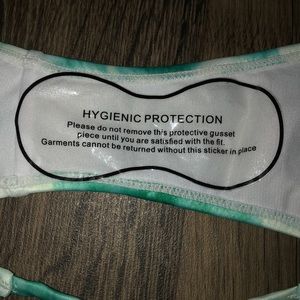 HYGIENIC PROTECTION
Please do not remove this protective gusset
piece until you are satisfied with the fit.
Garments cannot be returned without this sticker in place